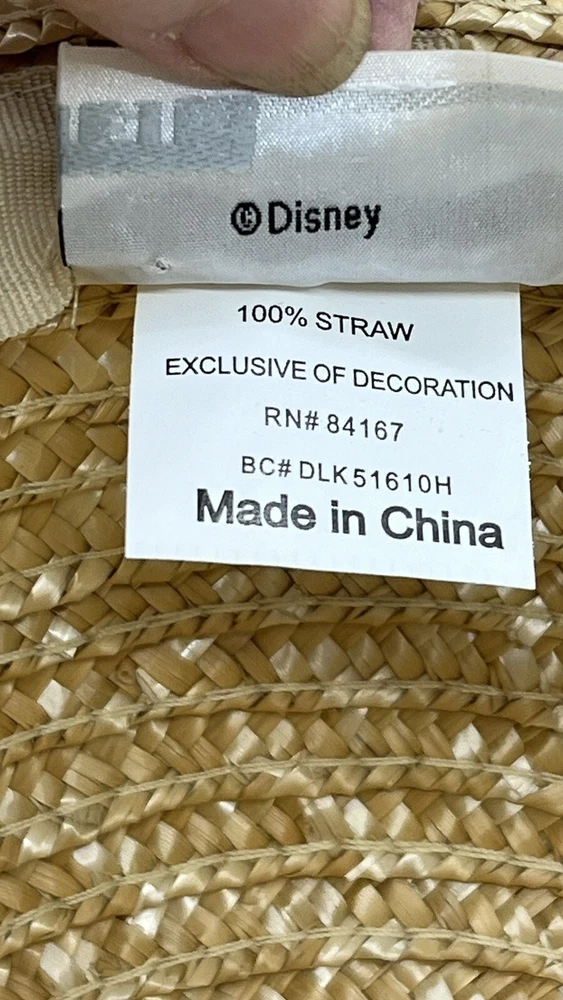 ©Disney
100% STRAW
EXCLUSIVE OF DECORATION
RN# 84167
BC# DLK51610H
Made in China